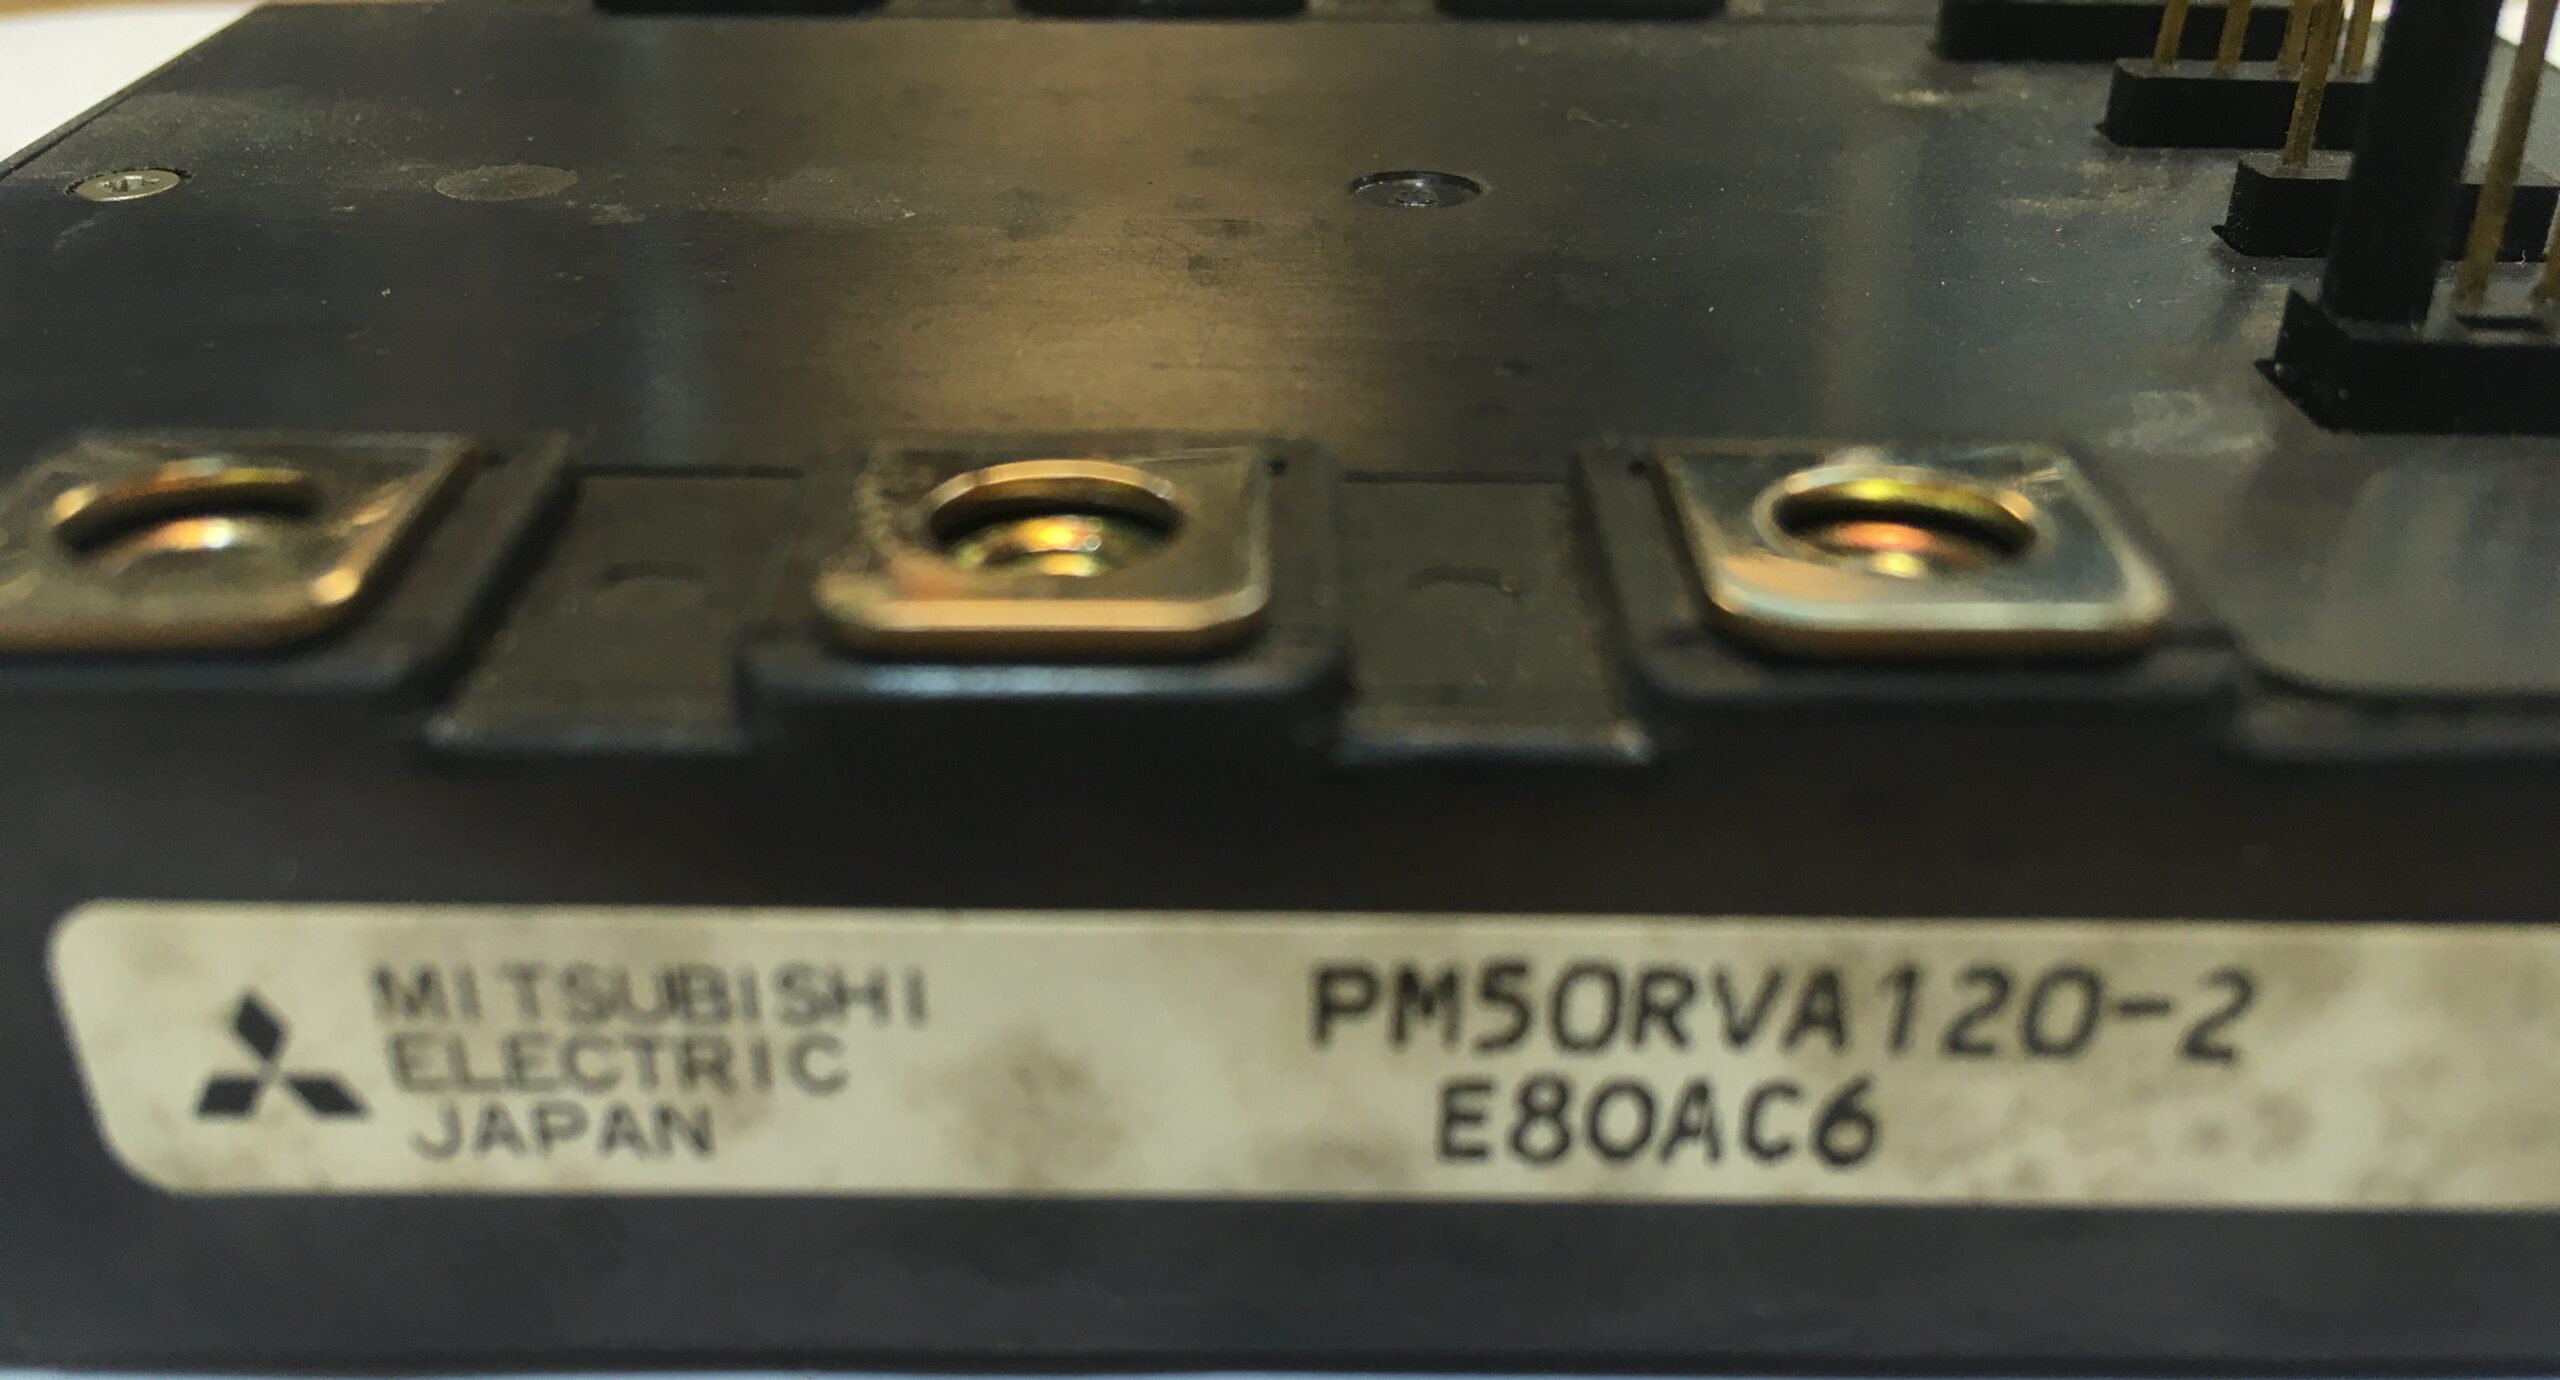 MITSUBISHI
ELECTRIC
JAPAN
PM50RVA120-2
E80AC6